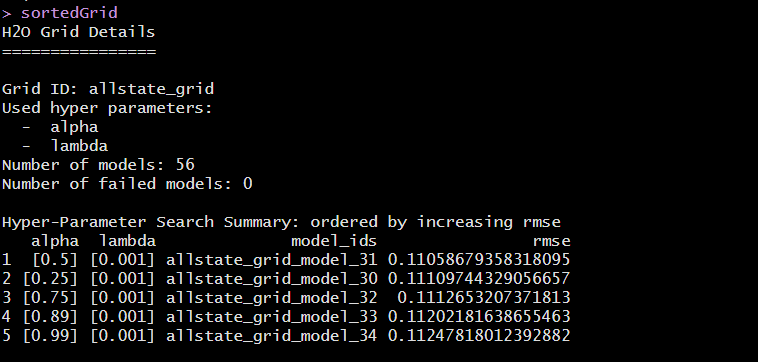 > sortedGrid
H2O Grid Details
================
Grid ID: allstate_grid
Used hyper parameters:
  -  alpha
  -  lambda
Number of models: 56
Number of failed models: 0
Hyper-Parameter Search Summary: ordered by increasing rmse
   alpha  lambda                model_ids                rmse
1  [0.5] [0.001] allstate_grid_model_31 0.11058679358318095
2 [0.25] [0.001] allstate_grid_model_30 0.11109744329056657
3 [0.75] [0.001] allstate_grid_model_32  0.1112653207371813
4 [0.89] [0.001] allstate_grid_model_33 0.11202181638655463
5 [0.99] [0.001] allstate_grid_model_34 0.11247818012392882